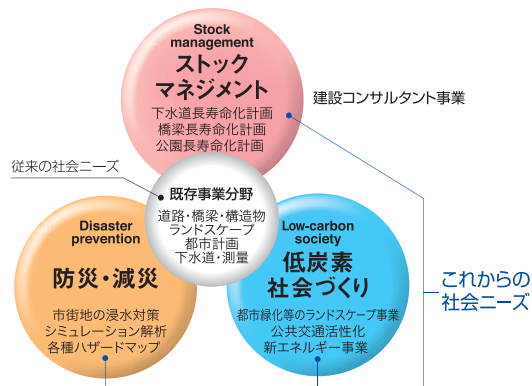 Stock
management
ストック
マネジメント
下水道長寿命化計画
橋梁長寿命化計画
公園長寿命化計画
建設コンサルタント事業
従来の社会ニーズ
既存事業分野
道路・橋梁・構造物
ランドスケープ
都市計画
下水道・測量
Disaster
prevention
防災・減災
市街地の浸水対策
シミュレーション解析
各種ハザードマップ
Low-carbon
society
低炭素
社会づくり
都市緑化等のランドスケープ事業
公共交通活性化
新エネルギー事業
これからの
社会ニーズ